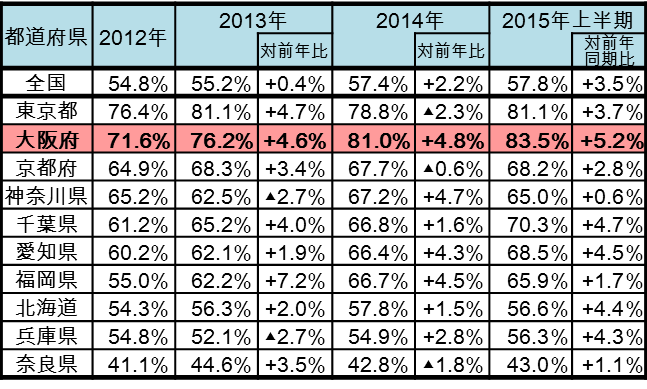 都道府県 2012年 2013年 2014年 2015年上半期
対前年比 対前年比 対前年同期比
全国 54.8% 55.2% +0.4% 57.4% +2.2% 57.8% +3.5%
東京都 76.4% 81.1% +4.7% 78.8% ▲2.3% 81.1% +3.7%
大阪府 71.6% 76.2% +4.6% 81.0% +4.8% 83.5% +5.2%
京都府 64.9% 68.3% +3.4% 67.7% ▲0.6% 68.2% +2.8%
神奈川県 65.2% 62.5% ▲2.7% 67.2% +4.7% 65.0% +0.6%
千葉県 61.2% 65.2% +4.0% 66.8% +1.6% 70.3% +4.7%
愛知県 60.2% 62.1% +1.9% 66.4% +4.3% 68.5% +4.5%
福岡県 55.0% 62.2% +7.2% 66.7% +4.5% 65.9% +1.7%
北海道 54.3% 56.3% +2.0% 57.8% +1.5% 56.6% +4.4%
兵庫県 54.8% 52.1% ▲2.7% 54.9% +2.8% 56.3% +4.3%
奈良県 41.1% 44.6% +3.5% 42.8% ▲1.8% 43.0% +1.1%